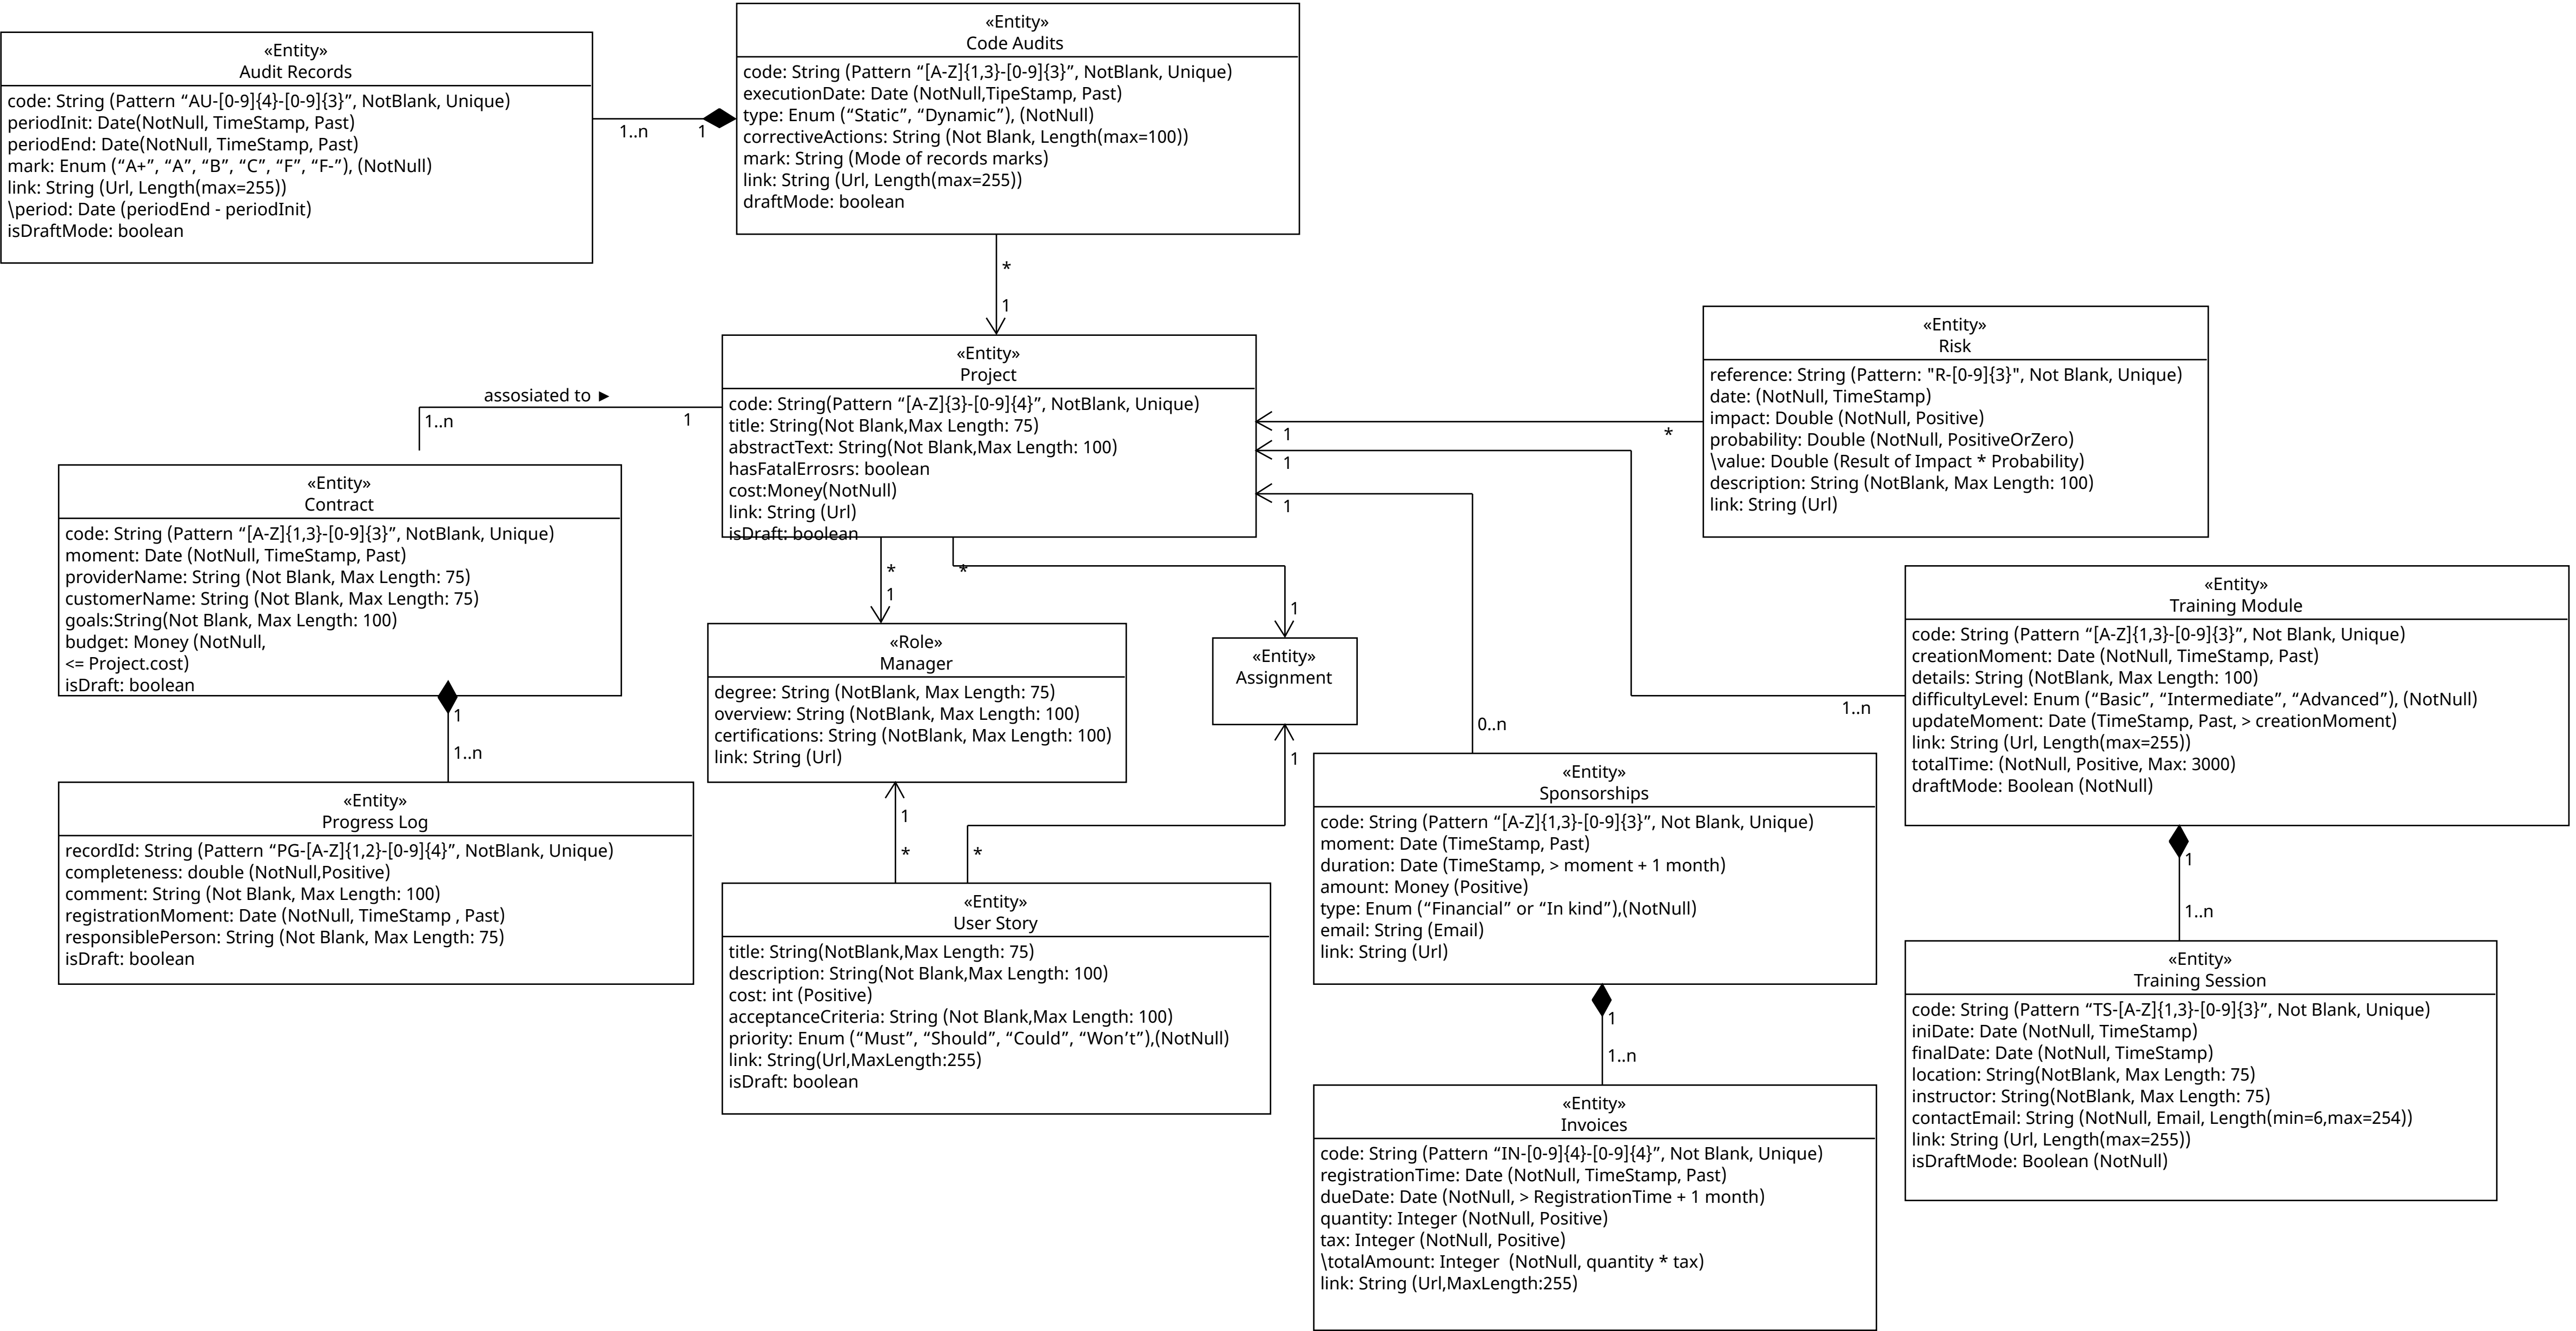 «Entity»
Audit Records
code: String (Pattern “AU-[0-9]{4}-[0-9]{3}”, NotBlank, Unique)
periodInit: Date(NotNull, TimeStamp, Past)
periodEnd: Date(NotNull, TimeStamp, Past)
mark: Enum (“A+”, “A”, “B”, “C”, “F”, “F-”), (NotNull)
link: String (Url, Length(max=255))
\period: Date (periodEnd - periodInit)
isDraftMode: boolean
1..n
1
«Entity»
Code Audits
code: String (Pattern “[A-Z]{1,3}-[0-9]{3}”, NotBlank, Unique)
executionDate: Date (NotNull,TipeStamp, Past)
type: Enum (“Static”, “Dynamic”), (NotNull)
correctiveActions: String (Not Blank, Length(max=100))
mark: String (Mode of records marks)
link: String (Url, Length(max=255))
draftMode: boolean
*
1
«Entity»
Project
code: String(Pattern “[A-Z]{3}-[0-9]{4}”, NotBlank, Unique)
title: String(Not Blank,Max Length: 75)
abstractText: String(Not Blank,Max Length: 100)
hasFatalErrosrs: boolean
cost:Money(NotNull)
link: String (Url)
isDraft: boolean
assosiated to ►
1..n
1
«Entity»
Risk
reference: String (Pattern: "R-[0-9]{3}", Not Blank, Unique)
date: (NotNull, TimeStamp)
impact: Double (NotNull, Positive)
probability: Double (NotNull, PositiveOrZero)
\value: Double (Result of Impact * Probability)
description: String (NotBlank, Max Length: 100)
link: String (Url)
1
*
1
1
«Entity»
Contract
code: String (Pattern “[A-Z]{1,3}-[0-9]{3}”, NotBlank, Unique)
moment: Date (NotNull, TimeStamp, Past)
providerName: String (Not Blank, Max Length: 75)
customerName: String (Not Blank, Max Length: 75)
goals:String(Not Blank, Max Length: 100)
budget: Money (NotNull,
<= Project.cost)
isDraft: boolean
1
1..n
*
1
*
1
«Role»
Manager
degree: String (NotBlank, Max Length: 75)
overview: String (NotBlank, Max Length: 100)
certifications: String (NotBlank, Max Length: 100)
link: String (Url)
«Entity»
Assignment
1
0..n
1..n
«Entity»
Training Module
code: String (Pattern “[A-Z]{1,3}-[0-9]{3}”, Not Blank, Unique)
creationMoment: Date (NotNull, TimeStamp, Past)
details: String (NotBlank, Max Length: 100)
difficultyLevel: Enum (“Basic”, “Intermediate”, “Advanced”), (NotNull)
updateMoment: Date (TimeStamp, Past, > creationMoment)
link: String (Url, Length(max=255))
totalTime: (NotNull, Positive, Max: 3000)
draftMode: Boolean (NotNull)
1
1..n
«Entity»
Progress Log
recordId: String (Pattern “PG-[A-Z]{1,2}-[0-9]{4}”, NotBlank, Unique)
completeness: double (NotNull,Positive)
comment: String (Not Blank, Max Length: 100)
registrationMoment: Date (NotNull, TimeStamp , Past)
responsiblePerson: String (Not Blank, Max Length: 75)
isDraft: boolean
1
*
*
«Entity»
User Story
title: String(NotBlank,Max Length: 75)
description: String(Not Blank,Max Length: 100)
cost: int (Positive)
acceptanceCriteria: String (Not Blank,Max Length: 100)
priority: Enum (“Must”, “Should”, “Could”, “Won’t”),(NotNull)
link: String(Url,MaxLength:255)
isDraft: boolean
«Entity»
Sponsorships
code: String (Pattern “[A-Z]{1,3}-[0-9]{3}”, Not Blank, Unique)
moment: Date (TimeStamp, Past)
duration: Date (TimeStamp, > moment + 1 month)
amount: Money (Positive)
type: Enum (“Financial” or “In kind”),(NotNull)
email: String (Email)
link: String (Url)
1
1..n
«Entity»
Training Session
code: String (Pattern “TS-[A-Z]{1,3}-[0-9]{3}”, Not Blank, Unique)
iniDate: Date (NotNull, TimeStamp)
finalDate: Date (NotNull, TimeStamp)
location: String(NotBlank, Max Length: 75)
instructor: String(NotBlank, Max Length: 75)
contactEmail: String (NotNull, Email, Length(min=6,max=254))
link: String (Url, Length(max=255))
isDraftMode: Boolean (NotNull)
«Entity»
Invoices
code: String (Pattern “IN-[0-9]{4}-[0-9]{4}”, Not Blank, Unique)
registrationTime: Date (NotNull, TimeStamp, Past)
dueDate: Date (NotNull, > RegistrationTime + 1 month)
quantity: Integer (NotNull, Positive)
tax: Integer (NotNull, Positive)
\totalAmount: Integer  (NotNull, quantity * tax)
link: String (Url,MaxLength:255)